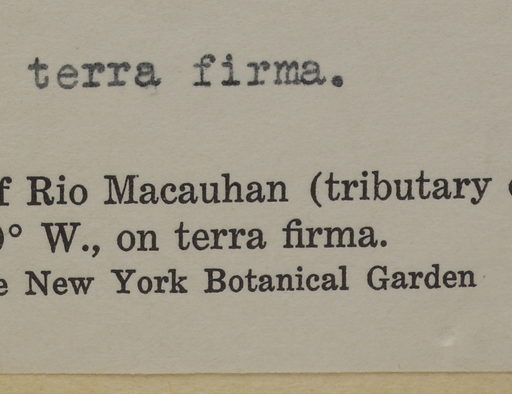 terra firma.
f Rio Macauhan (tributary
° W., on terra firma.
e New York Botanical Garden